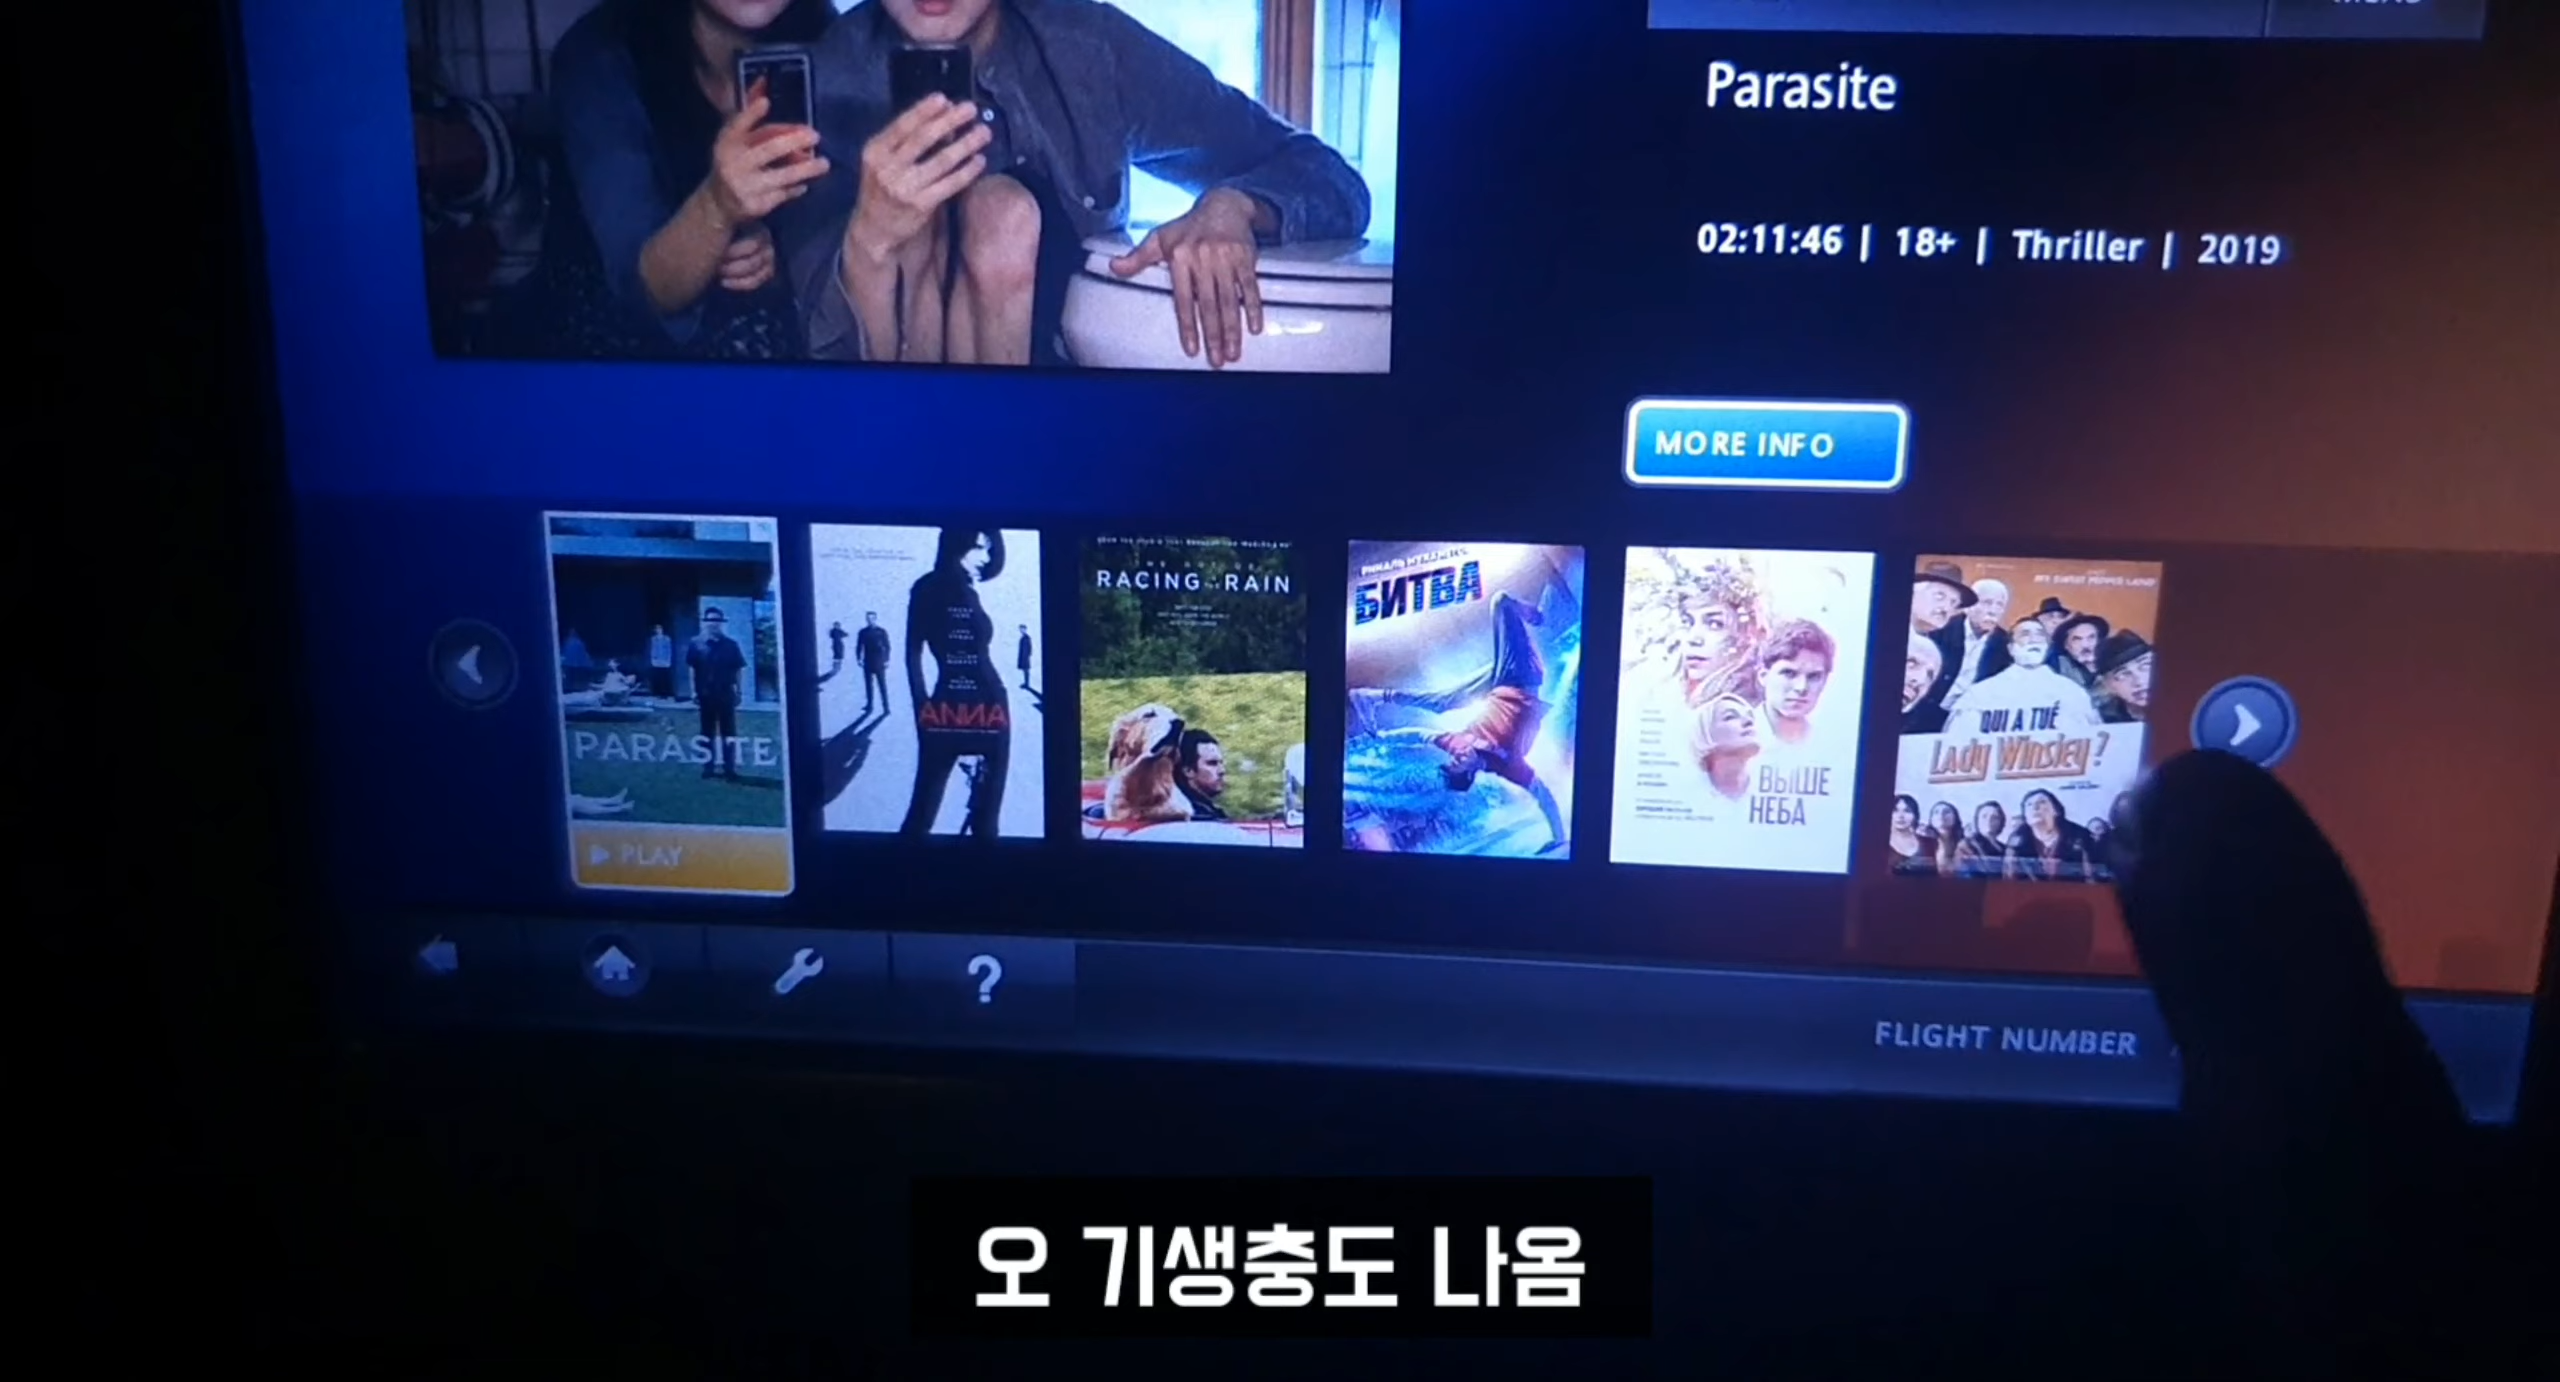 Parasite
02:11:46 | 18+ | Thriller | 2019
MORE INFO
PARASITE
PLAY
ANNA
RACING RAIN
БИТВА
ВЫШЕ
НЕБА
QUI A TUÉ
Lady Winsley?
?
FLIGHT NUMBER
오 기생충도 나옴